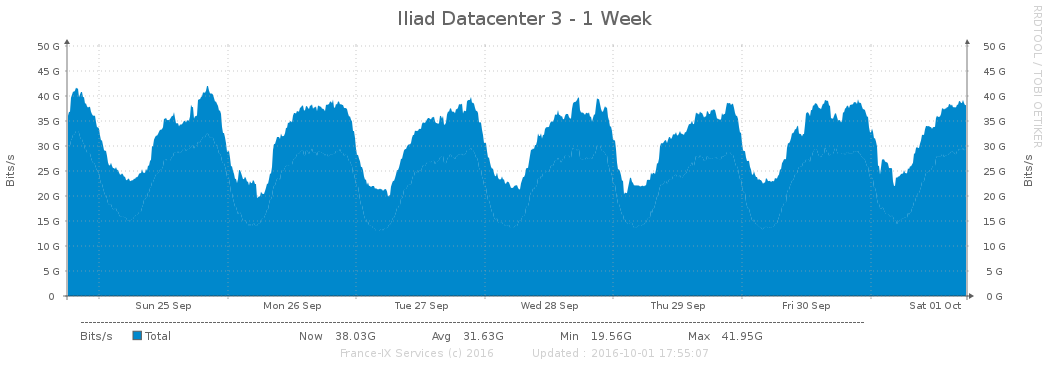 Iliad Datacenter 3 - 1 Week
RRDTOOL / TOBI OETIKER
Bits/s
Bits/s
50 G 50 G
45 G 45 G
40 G 40 G
35 G 35 G
30 G 30 G
25 G 25 G
20 G 20 G
15 G 15 G
10 G 10 G
5 G 5 G
0 0 G
Sun 25 Sep Mon 26 Sep Tue 27 Sep Wed 28 Sep Thu 29 Sep Fri 30 Sep Sat 01 Oct
Bits/s Total Now 38.03G Avg 31.63G Min 19.56G Max 41.95G
France-IX Services (c) 2016 Updated : 2016-10-01 17:55:07